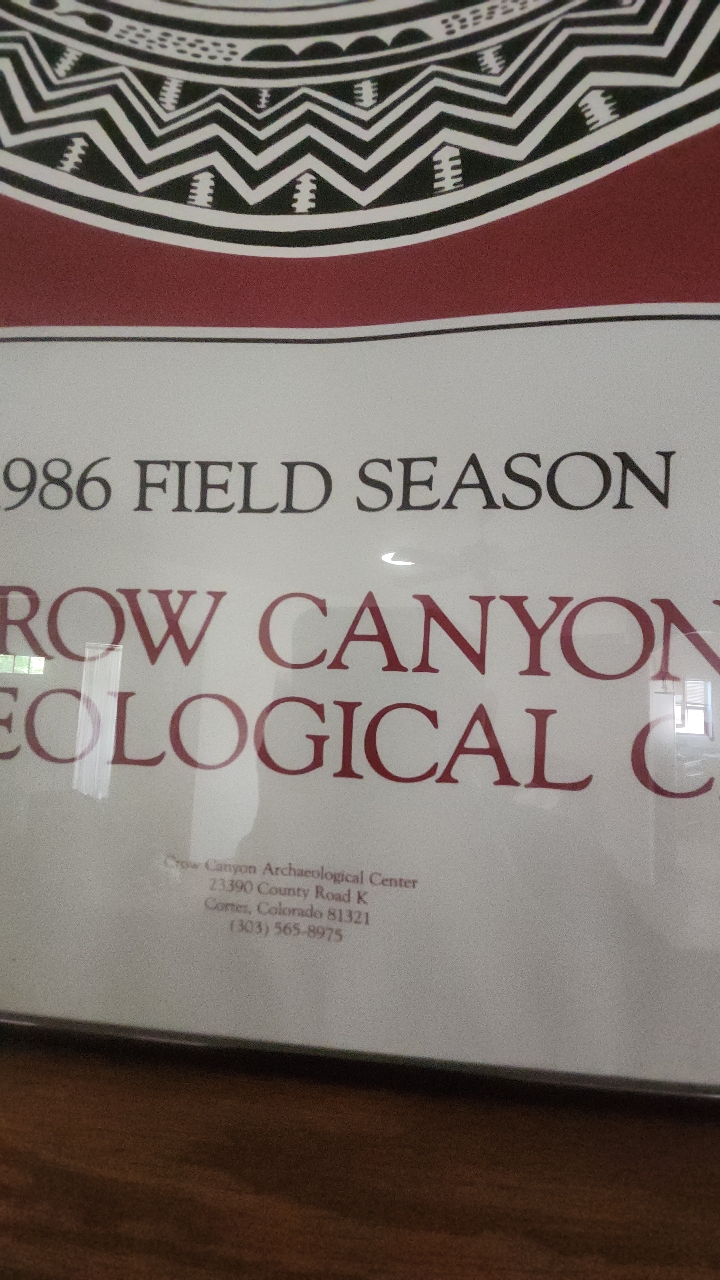 986 FIELD SEASON
ROW CANYON
EOLOGICAL C
Crow Canyon Archaeological Center
23390 County Road K
Cortez, Colorado 81321
(303) 565-8975